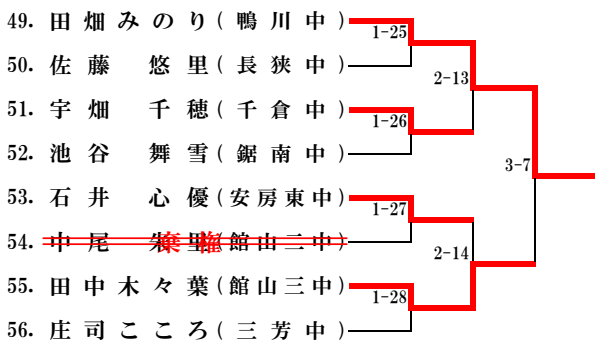 49. 田畑みのり(鴨川中)
1-25
50. 佐藤 悠里(長狭中)
2-13
51. 宇畑 千穂(千倉中)
1-26
52. 池谷 舞雪(鋸南中)
3-7
53. 石井 心優(安房東中)
1-27
54. 中尾 里(館山二中)
棄権
2-14
55. 田中木々葉(館山三中)
1-28
56. 庄司こころ(三芳中)